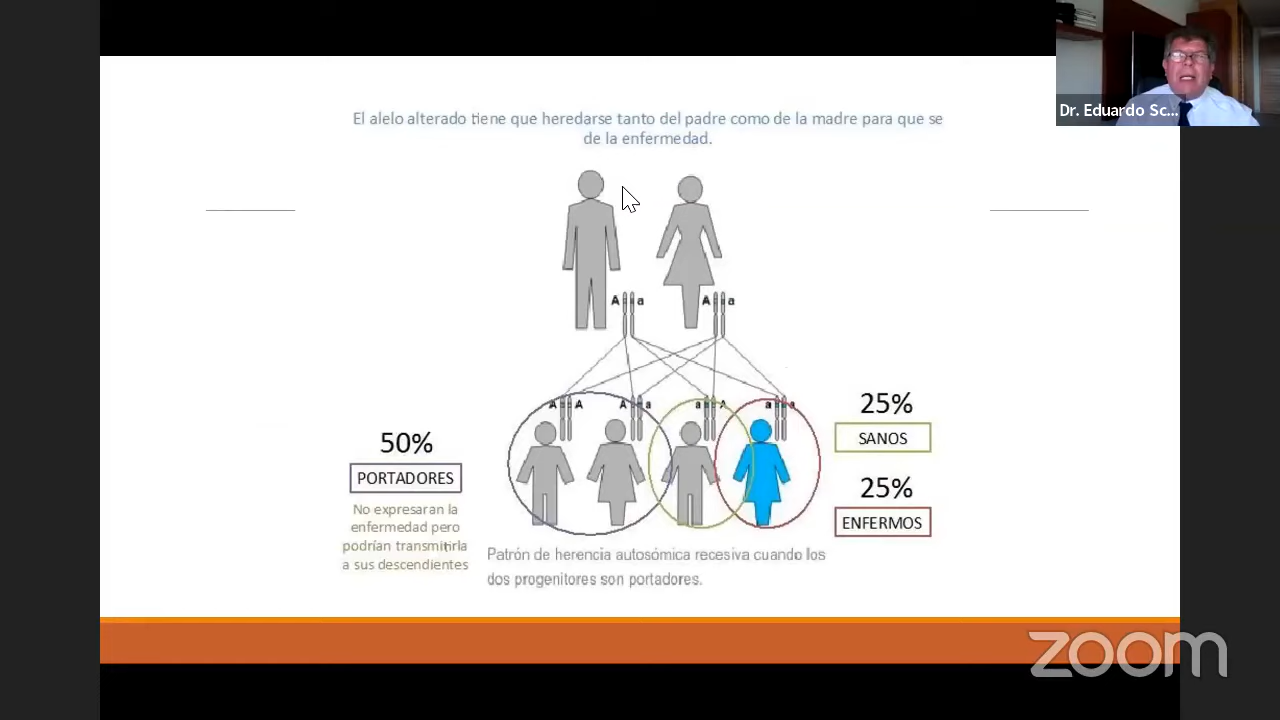 Dr. Eduardo Sc...
El alelo alterado tiene que heredarse tanto del padre como de la madre para que se
de la enfermedad.
A a A a
A A A a a A a a
25%
SANOS
50%
PORTADORES
25%
ENFERMOS
No expresaran la
enfermedad pero
podrían transmitirla
a sus descendientes
Patrón de herencia autosómica recesiva cuando los
dos progenitores son portadores.
zoom